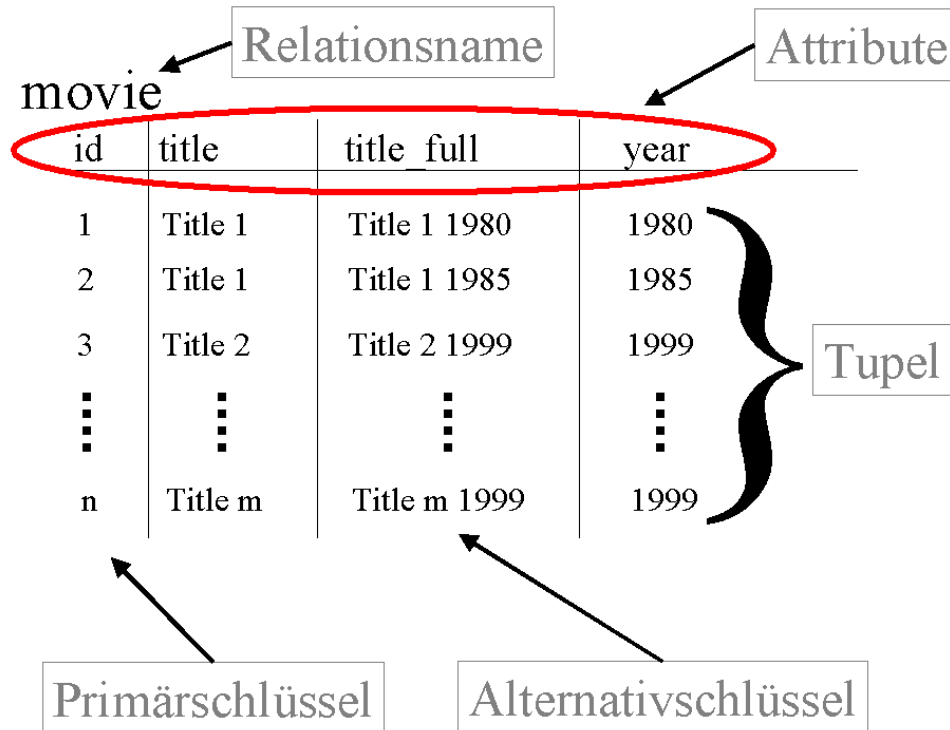 Relationsname
Attribute
movie
id title title_full year
1 Title 1 Title 1 1980 1980
2 Title 1 Title 1 1985 1985
3 Title 2 Title 2 1999 1999
Tupel
n Title m Title m 1999 1999
Primärschlüssel
Alternativschlüssel